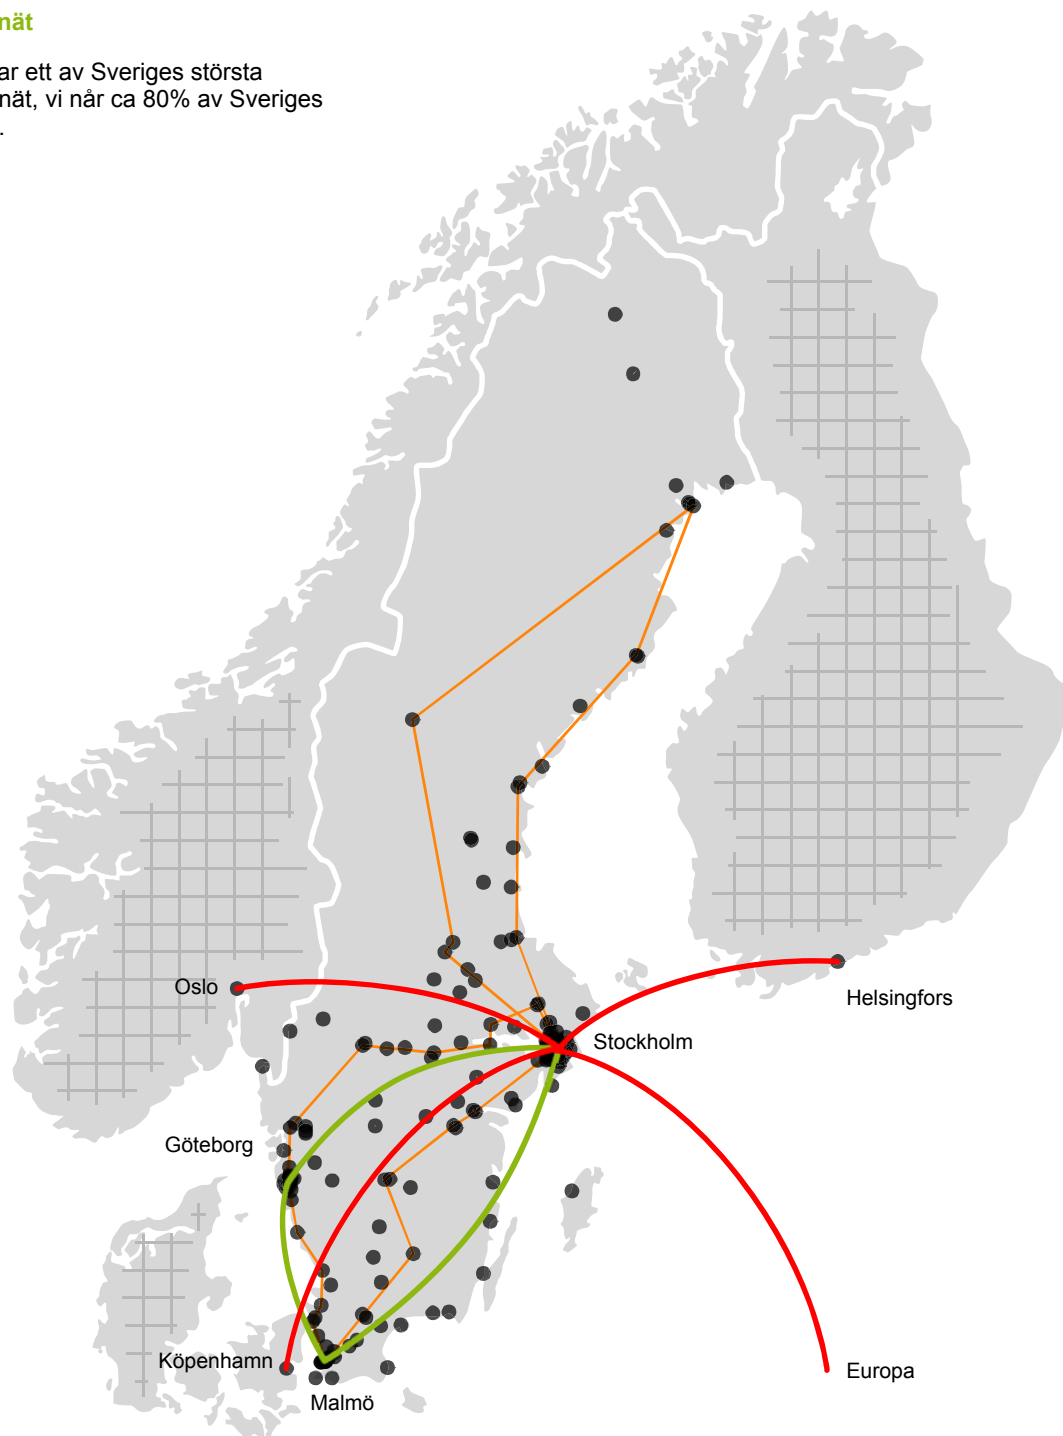 nät
ar ett av Sveriges största
nät, vi når ca 80% av Sveriges
.
Oslo
Helsingfors
Stockholm
Göteborg
Köpenhamn
Europa
Malmö